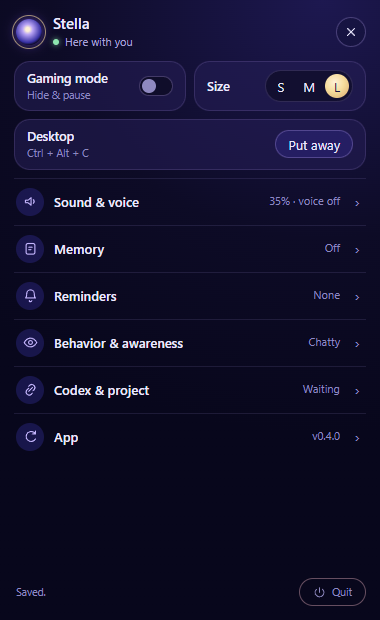 Stella
Here with you
Gaming mode
Hide & pause
Size
S M L
Desktop
Ctrl + Alt + C
Put away
Sound & voice
35% · voice off
Memory
Off
Reminders
None
Behavior & awareness
Chatty
Codex & project
Waiting
App
v0.4.0
Saved.
Quit